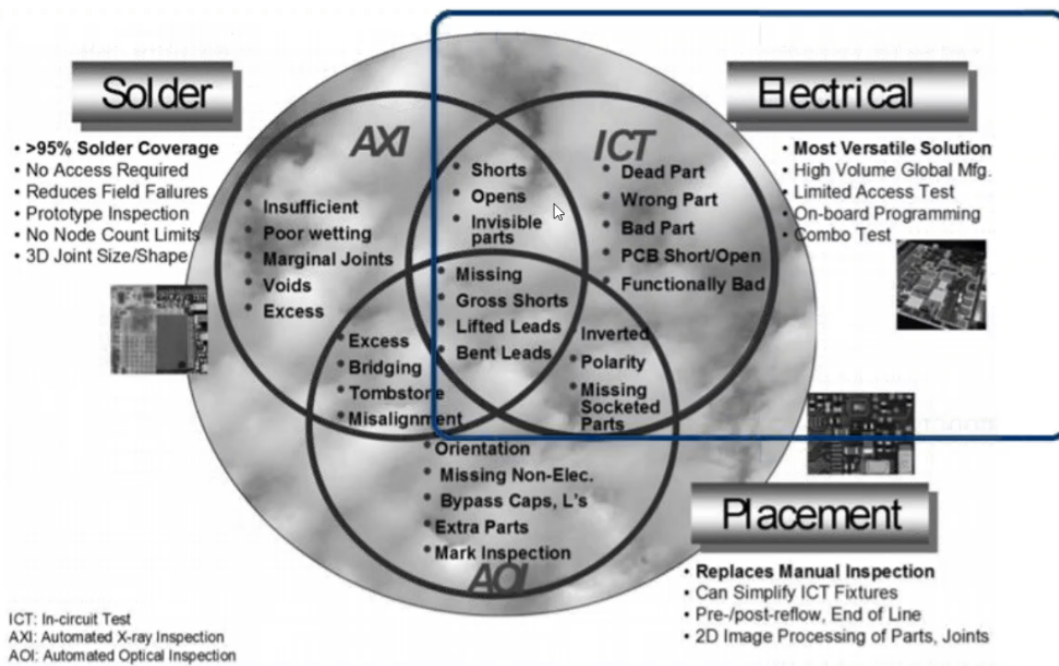 Solder
• >95% Solder Coverage
• No Access Required
• Reduces Field Failures
• Prototype Inspection
• No Node Count Limits
• 3D Joint Size/Shape
Electrical
• Most Versatile Solution
• High Volume Global Mfg.
• Limited Access Test
• On-board Programming
• Combo Test
AXI
• Insufficient
• Poor wetting
• Marginal Joints
• Voids
• Excess
• Shorts
• Opens
• Invisible
parts
ICT
• Dead Part
• Wrong Part
• Bad Part
• PCB Short/Open
• Functionally Bad
• Missing
• Gross Shorts
• Lifted Leads
• Bent Leads
• Excess
• Bridging
• Tombstone
• Misalignment
• Inverted
• Polarity
• Missing
Socketed
Parts
• Orientation
• Missing Non-Elec.
• Bypass Caps, L's
• Extra Parts
• Mark Inspection
AOI
Placement
• Replaces Manual Inspection
• Can Simplify ICT Fixtures
• Pre-/post-reflow, End of Line
• 2D Image Processing of Parts, Joints
ICT: In-circuit Test
AXI: Automated X-ray Inspection
AOI: Automated Optical Inspection